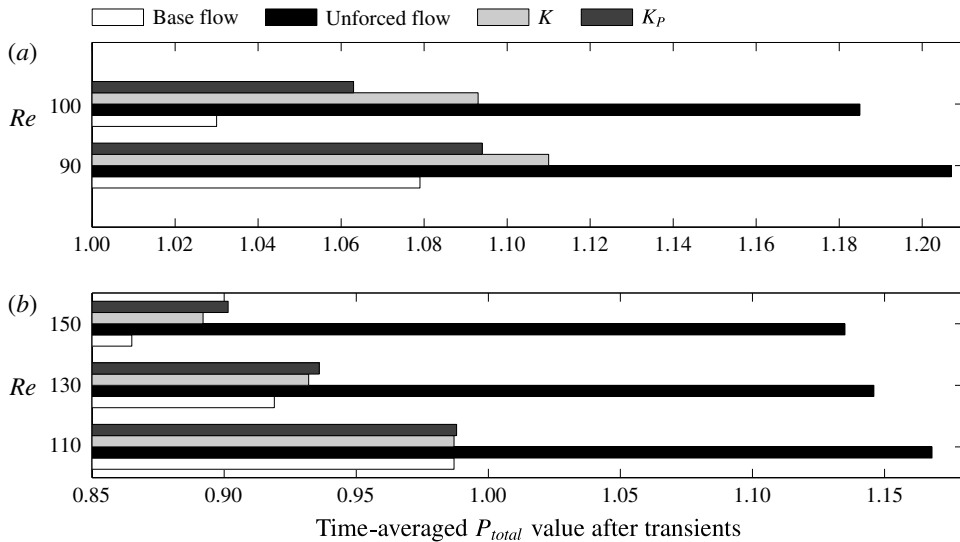 Base flow Unforced flow K K_P
(a)
100
Re
90
1.00 1.02 1.04 1.06 1.08 1.10 1.12 1.14 1.16 1.18 1.20
(b)
150
Re 130
110
0.85 0.90 0.95 1.00 1.05 1.10 1.15
Time-averaged P_total value after transients